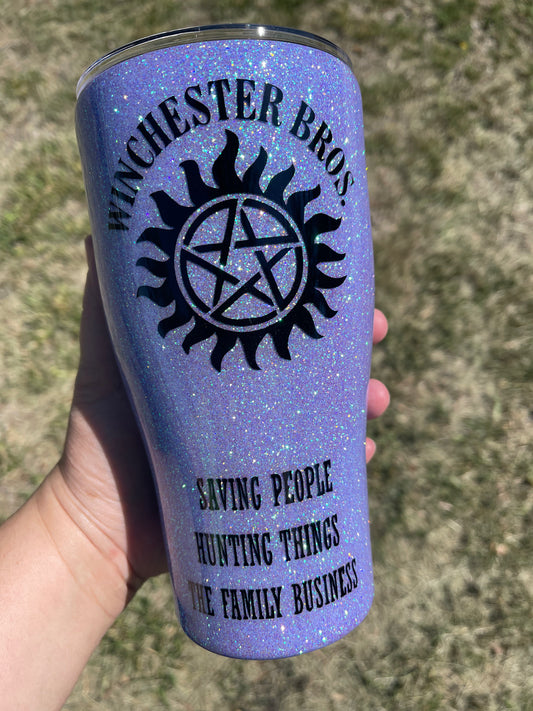 WINCHESTER BROS.
SAVING PEOPLE
HUNTING THINGS
THE FAMILY BUSINESS